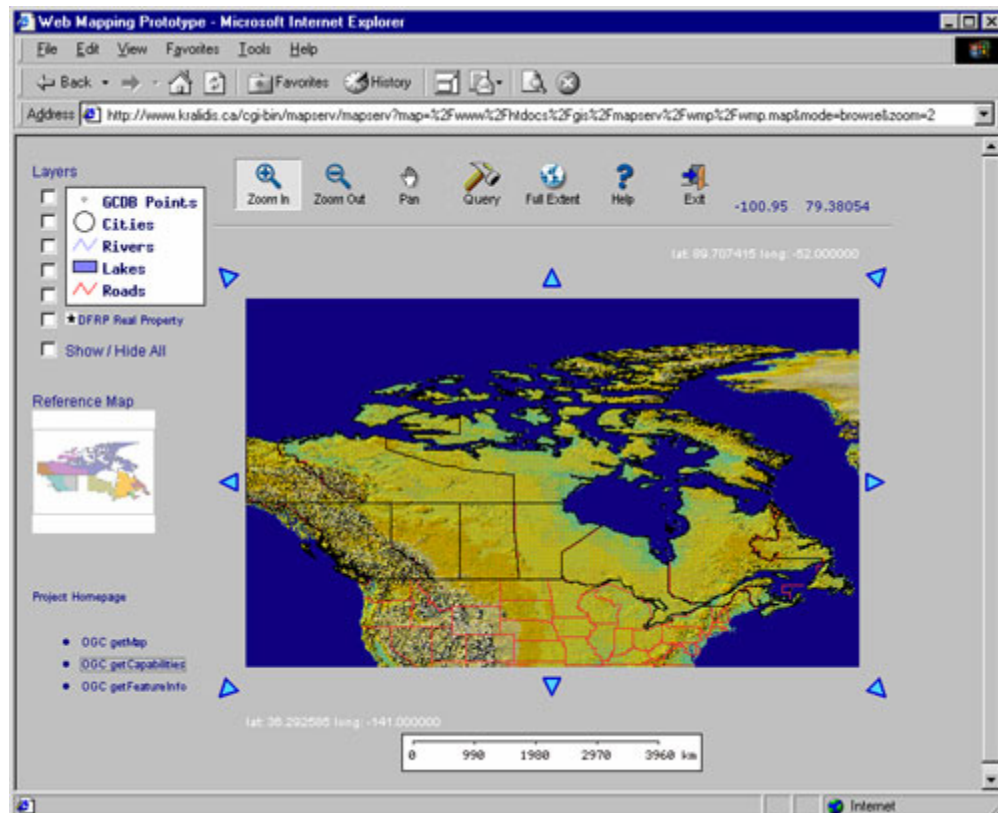 Web Mapping Prototype - Microsoft Internet Explorer
File Edit View Favorites Tools Help
Back Favorites History
Address http://www.kralidis.ca/cgi-bin/mapserv/mapserv?map=%2Fwww%2Fhtdocs%2Fgis%2Fmapserv%2Fwmp%2Fwmp.map&mode=browse&zoom=2
Layers
GCDB Points
Cities
Rivers
Lakes
Roads
DFRP Real Property
Show / Hide All
Zoom In Zoom Out Pan Query Full Extent Help Exit
-100.95 79.38054
lat: 89.707415 long: -52.000000
Reference Map
Project Homepage
OGC getMap
OGC getCapabilities
OGC getFeatureInfo
lat: 36.292585 long: -141.000000
0 990 1980 2970 3960 km
Internet